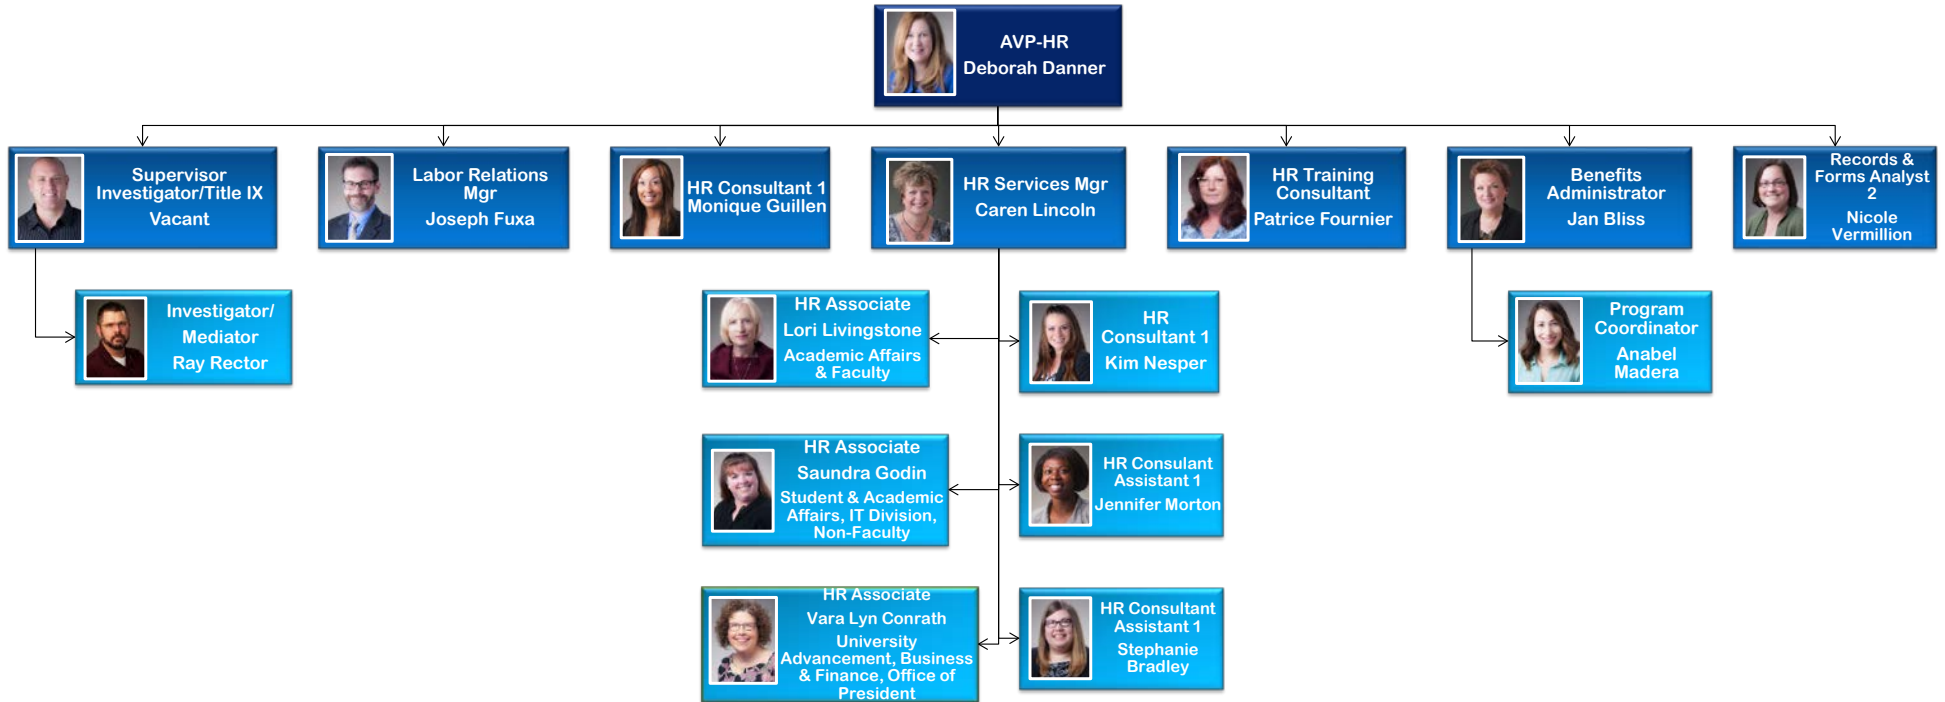 AVP-HR
Deborah Danner
Supervisor
Investigator/Title IX
Vacant
Labor Relations
Mgr
Joseph Fuxa
HR Consultant 1
Monique Guillen
HR Services Mgr
Caren Lincoln
HR Training
Consultant
Patrice Fournier
Benefits
Administrator
Jan Bliss
Records &
Forms Analyst
2
Nicole
Vermillion
Investigator/
Mediator
Ray Rector
HR Associate
Lori Livingstone
Academic Affairs
& Faculty
HR
Consultant 1
Kim Nesper
Program
Coordinator
Anabel
Madera
HR Associate
Saundra Godin
Student & Academic
Affairs, IT Division,
Non-Faculty
HR Consulant
Assistant 1
Jennifer Morton
HR Associate
Vara Lyn Conrath
University
Advancement, Business
& Finance, Office of
President
HR Consultant
Assistant 1
Stephanie
Bradley